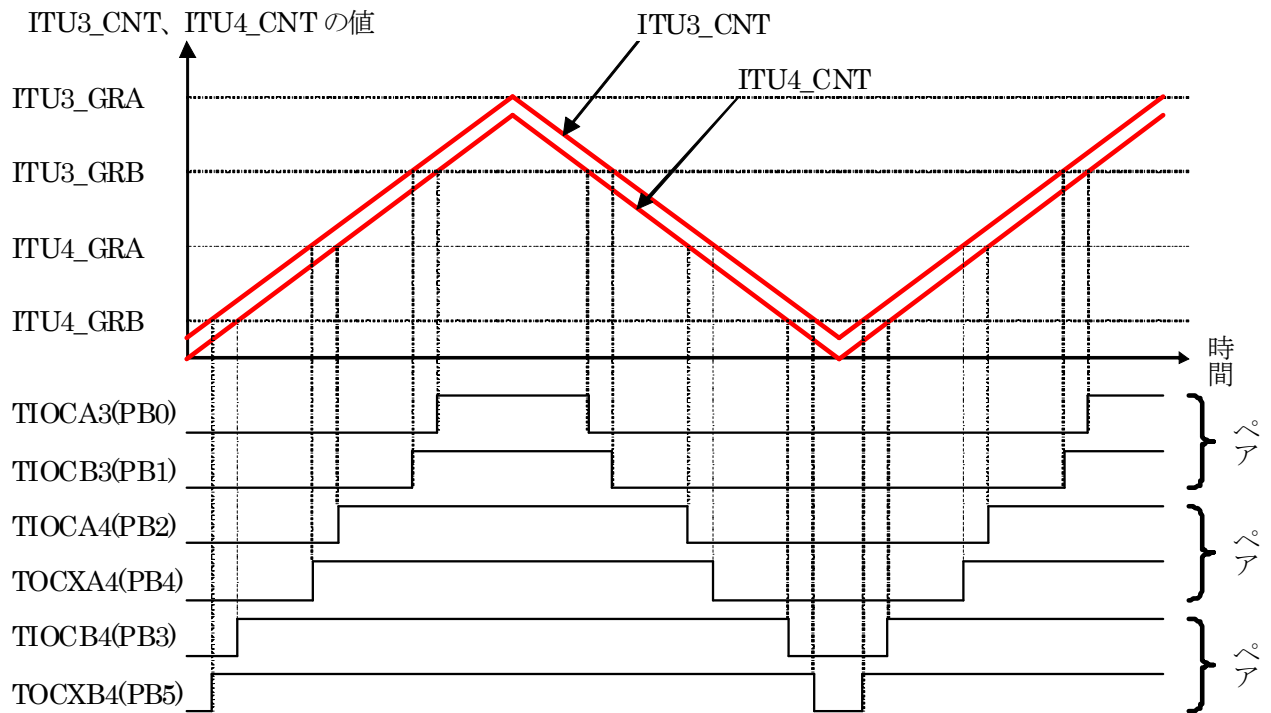 ITU3_CNT、ITU4_CNT の値
ITU3_CNT
ITU4_CNT
ITU3_GRA
ITU3_GRB
ITU4_GRA
ITU4_GRB
時間
TIOCA3(PB0)
TIOCB3(PB1)
ペア
TIOCA4(PB2)
TOCXA4(PB4)
ペア
TIOCB4(PB3)
TOCXB4(PB5)
ペア